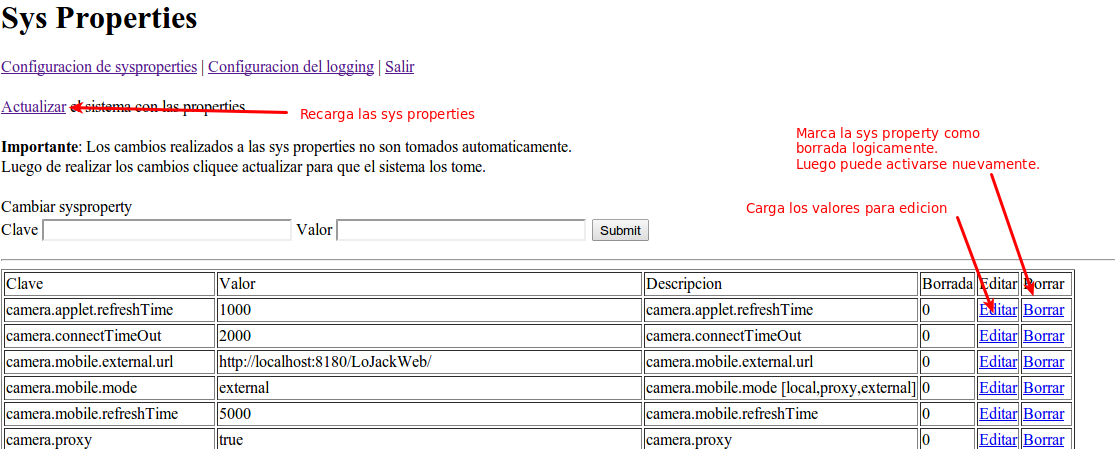 Sys Properties
Configuracion de sysproperties | Configuracion del logging | Salir
Actualizar el sistema con las properties
Recarga las sys properties
Importante: Los cambios realizados a las sys properties no son tomados automaticamente.
Luego de realizar los cambios cliquee actualizar para que el sistema los tome.
Marca la sys property como
borrada logicamente.
Luego puede activarse nuevamente.
Carga los valores para edicion
Cambiar sysproperty
Clave Valor Submit
Clave Valor Descripcion Borrada Editar Borrar
camera.applet.refreshTime 1000 camera.applet.refreshTime 0 Editar Borrar
camera.connectTimeOut 2000 camera.connectTimeOut 0 Editar Borrar
camera.mobile.external.url http://localhost:8180/LoJackWeb/ camera.mobile.external.url 0 Editar Borrar
camera.mobile.mode external camera.mobile.mode [local,proxy,external] 0 Editar Borrar
camera.mobile.refreshTime 5000 camera.mobile.refreshTime 0 Editar Borrar
camera.proxy true camera.proxy 0 Editar Borrar